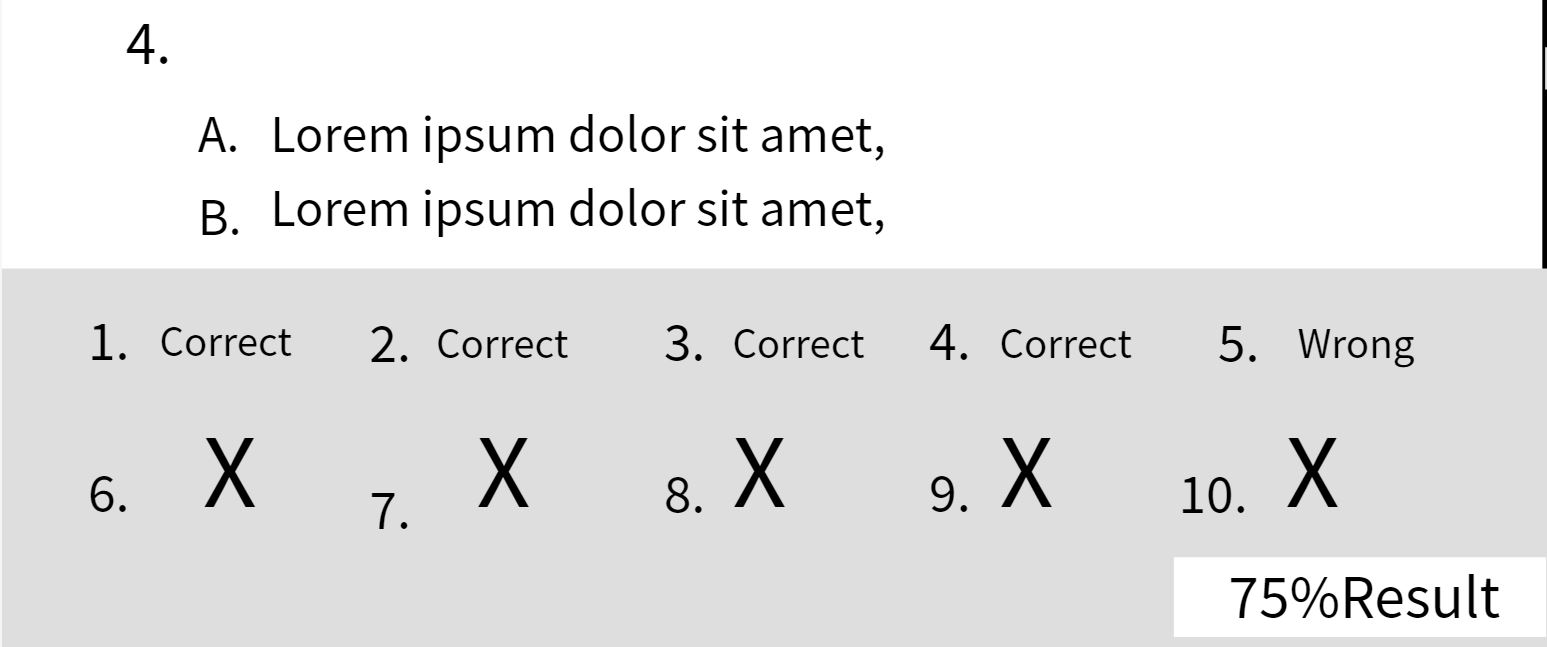 4.
A. Lorem ipsum dolor sit amet,
B. Lorem ipsum dolor sit amet,
1. Correct 2. Correct 3. Correct 4. Correct 5. Wrong
6. X 7. X 8. X 9. X 10. X
75%Result